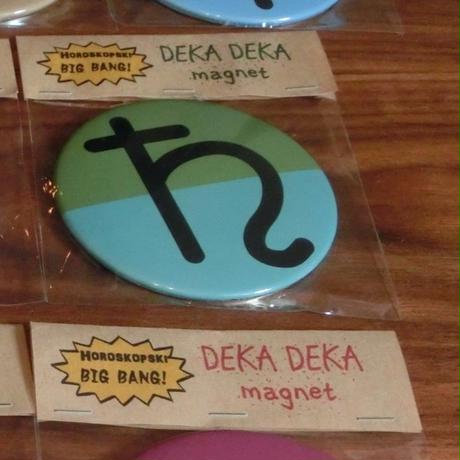 HOROSKOPSKI
BIG BANG!
DEKA DEKA
magnet
HOROSKOPSKI
BIG BANG!
DEKA DEKA
magnet